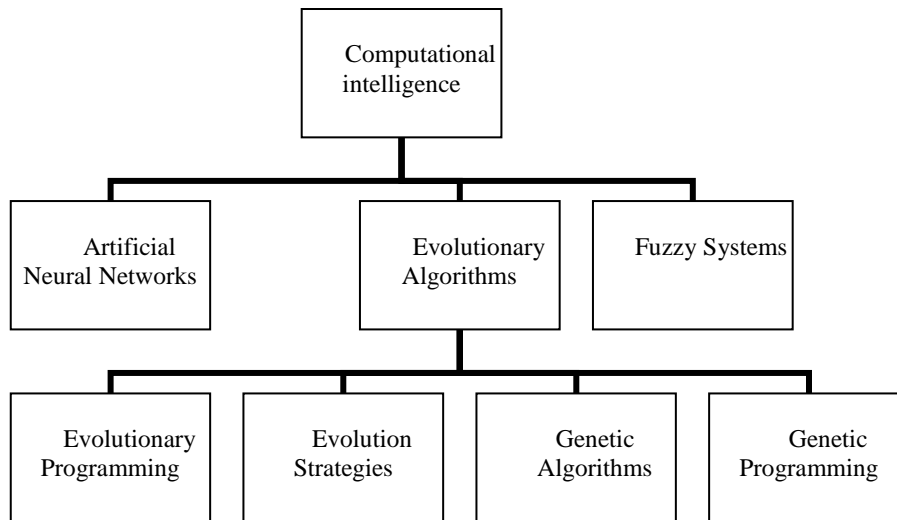 Computational
intelligence
Artificial
Neural Networks
Evolutionary
Algorithms
Fuzzy Systems
Evolutionary
Programming
Evolution
Strategies
Genetic
Algorithms
Genetic
Programming